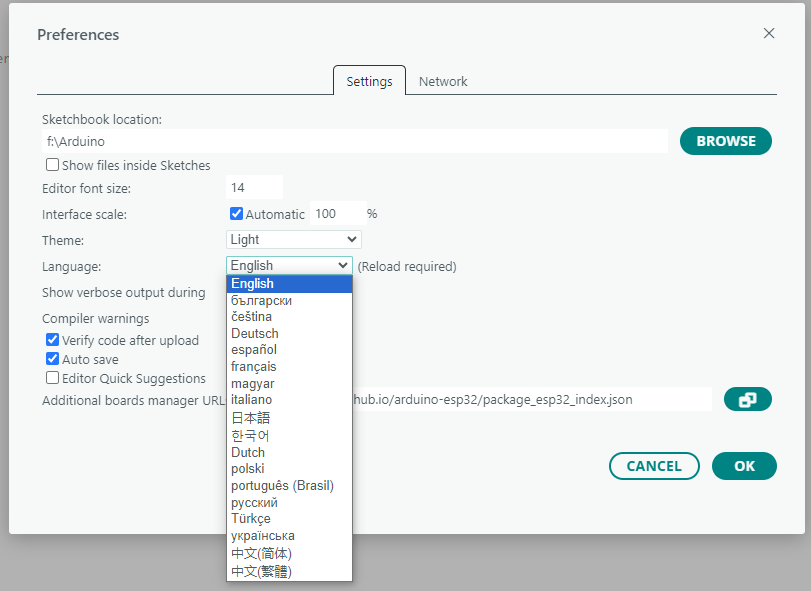 Preferences
Settings Network
Sketchbook location:
f:\Arduino BROWSE
Show files inside Sketches
Editor font size: 14
Interface scale: Automatic 100 %
Theme: Light
Language: English (Reload required)
English
Show verbose output during
български
čeština
Compiler warnings
Deutsch
Verify code after upload
español
Auto save
français
Editor Quick Suggestions
magyar
Additional boards manager URL hub.io/arduino-esp32/package_esp32_index.json
italiano
日本語
한국어
Dutch
polski
CANCEL OK
português (Brasil)
русский
Türkçe
українська
中文(简体)
中文(繁體)